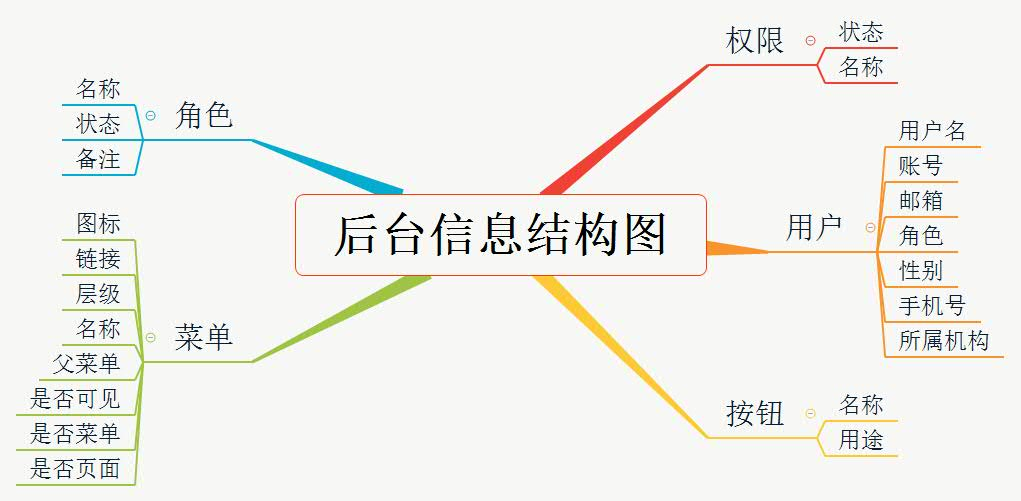 后台信息结构图
权限
状态
名称
用户
用户名
账号
邮箱
角色
性别
手机号
所属机构
按钮
名称
用途
角色
名称
状态
备注
菜单
图标
链接
层级
名称
父菜单
是否可见
是否菜单
是否页面